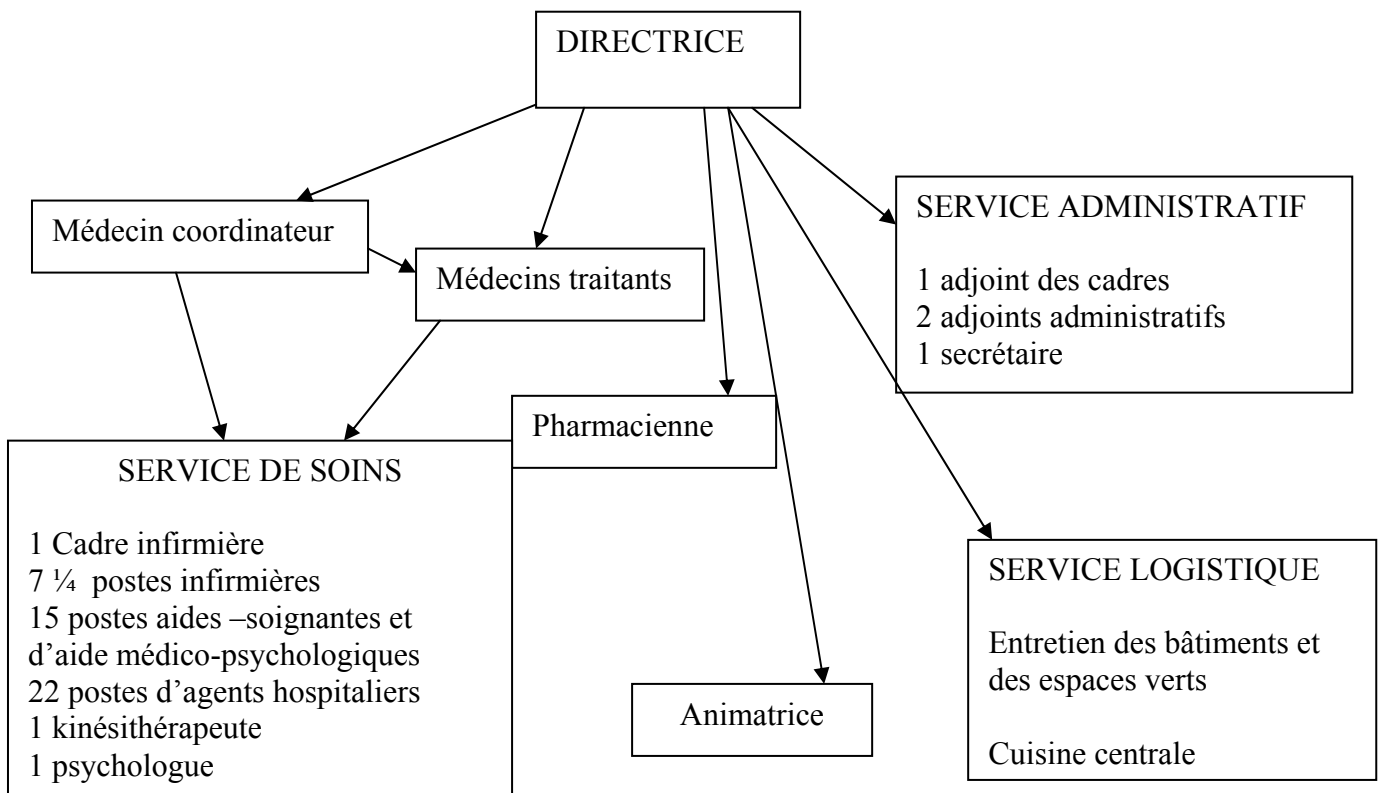 DIRECTRICE
Médecin coordinateur
Médecins traitants
SERVICE ADMINISTRATIF
1 adjoint des cadres
2 adjoints administratifs
1 secrétaire
Pharmacienne
SERVICE DE SOINS
1 Cadre infirmière
7 ¼ postes infirmières
15 postes aides –soignantes et
d’aide médico-psychologiques
22 postes d’agents hospitaliers
1 kinésithérapeute
1 psychologue
Animatrice
SERVICE LOGISTIQUE
Entretien des bâtiments et
des espaces verts
Cuisine centrale